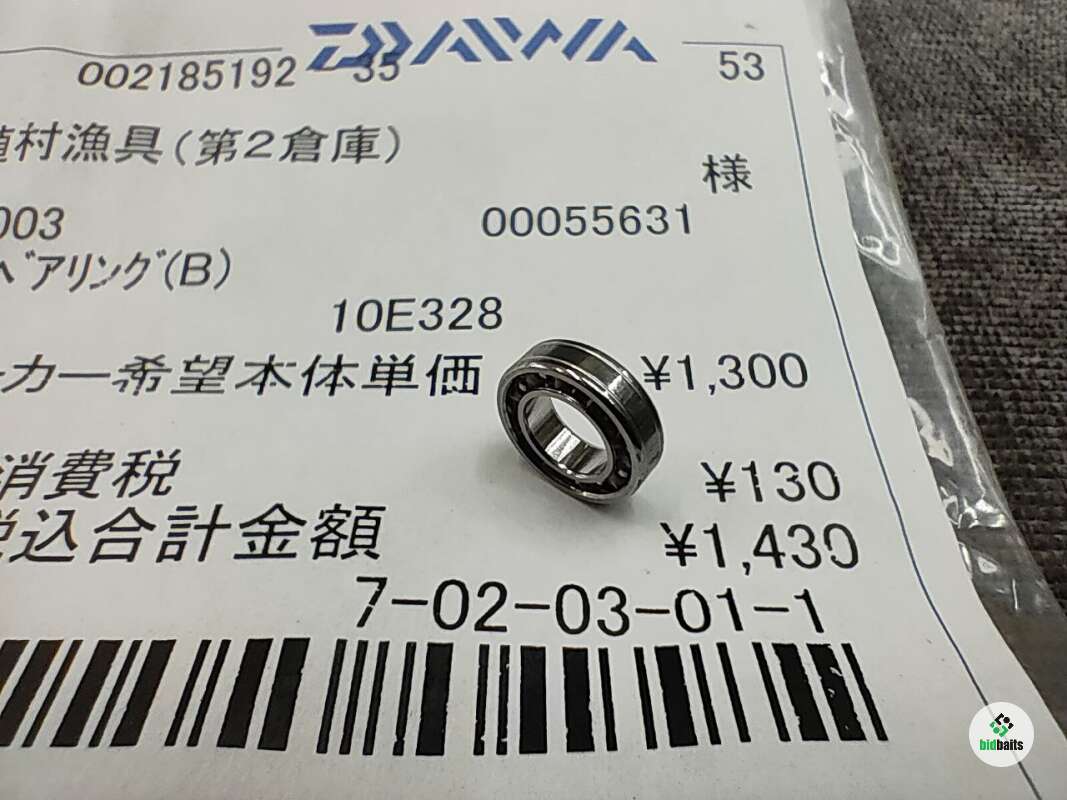 DAIWA
002185192 35 53
村漁具(第2倉庫)
様
003 00055631
ベアリング(B)
10E328
ーカー希望本体単価 ¥1,300
消費税 ¥130
税込合計金額 ¥1,430
7-02-03-01-1
bidbaits